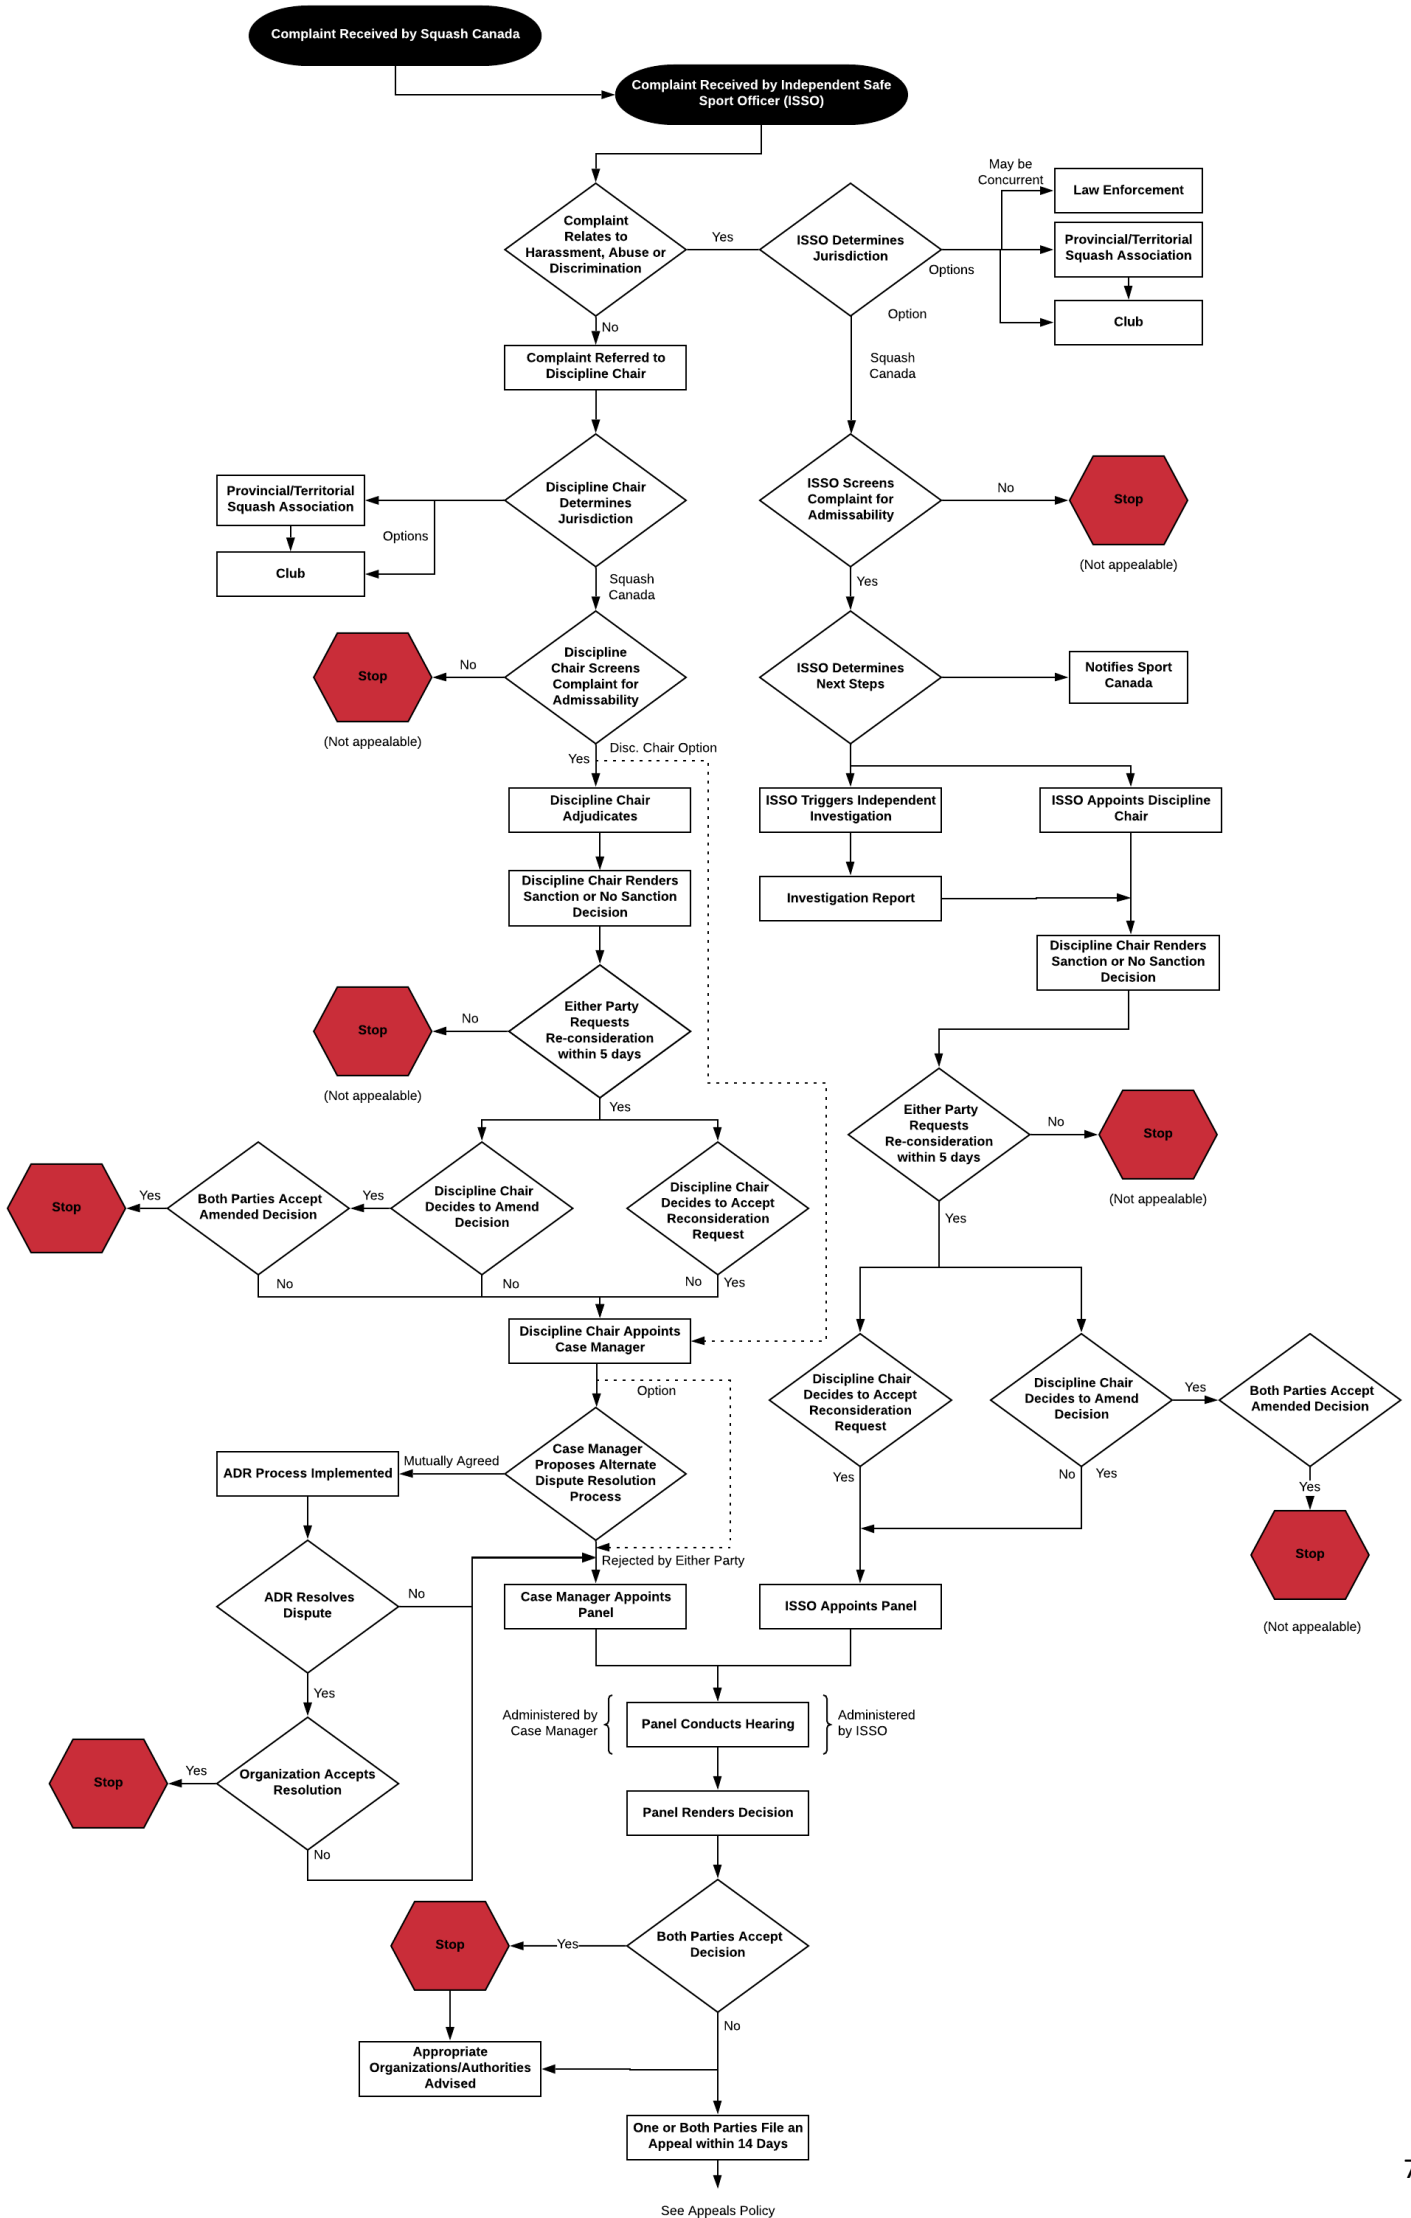 Complaint Received by Squash Canada
Complaint Received by Independent Safe
Sport Officer (ISSO)
May be
Concurrent
Law Enforcement
Complaint
Relates to
Harassment, Abuse or
Discrimination
Yes
ISSO Determines
Jurisdiction
Options
Provincial/Territorial
Squash Association
Club
No
Option
Squash
Canada
Complaint Referred to
Discipline Chair
Provincial/Territorial
Squash Association
Options
Club
Discipline Chair
Determines
Jurisdiction
Squash
Canada
ISSO Screens
Complaint for
Admissability
No
Stop
(Not appealable)
Yes
Stop
(Not appealable)
No
Discipline
Chair Screens
Complaint for
Admissability
ISSO Determines
Next Steps
Notifies Sport
Canada
Yes
Disc. Chair Option
Discipline Chair
Adjudicates
ISSO Triggers Independent
Investigation
ISSO Appoints Discipline
Chair
Discipline Chair Renders
Sanction or No Sanction
Decision
Investigation Report
Discipline Chair Renders
Sanction or No Sanction
Decision
Stop
(Not appealable)
No
Either Party
Requests
Re-consideration
within 5 days
Yes
Either Party
Requests
Re-consideration
within 5 days
No
Stop
(Not appealable)
Yes
Stop
Yes
Both Parties Accept
Amended Decision
Yes
Discipline Chair
Decides to Amend
Decision
Discipline Chair
Decides to Accept
Reconsideration
Request
No
No
No
Yes
Discipline Chair Appoints
Case Manager
Option
Discipline Chair
Decides to Accept
Reconsideration
Request
Discipline Chair
Decides to Amend
Decision
Yes
Both Parties Accept
Amended Decision
Yes
No
Yes
Yes
Stop
(Not appealable)
ADR Process Implemented
Mutually Agreed
Case Manager
Proposes Alternate
Dispute Resolution
Process
Rejected by Either Party
ADR Resolves
Dispute
No
Case Manager Appoints
Panel
ISSO Appoints Panel
Yes
Administered by
Case Manager
Panel Conducts Hearing
Administered
by ISSO
Stop
Yes
Organization Accepts
Resolution
No
Panel Renders Decision
Stop
Yes
Both Parties Accept
Decision
No
Appropriate
Organizations/Authorities
Advised
One or Both Parties File an
Appeal within 14 Days
See Appeals Policy